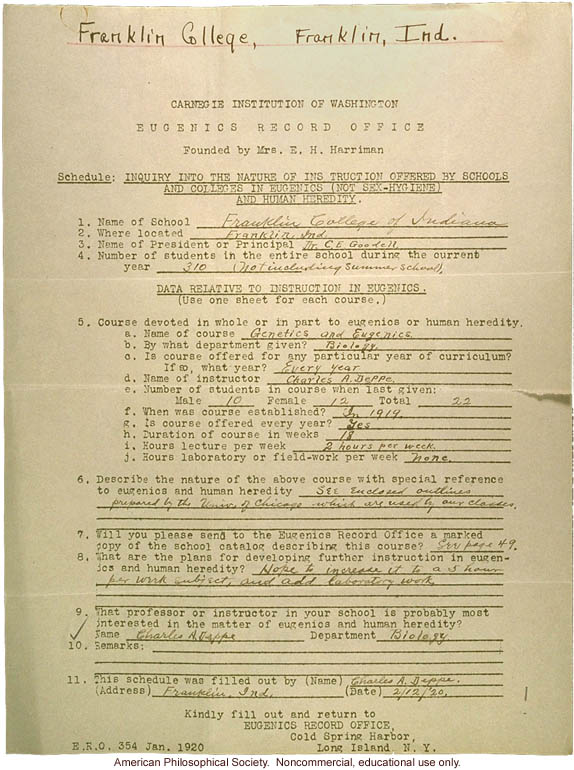 Franklin College, Franklin, Ind.
CARNEGIE INSTITUTION OF WASHINGTON
EUGENICS RECORD OFFICE
Founded by Mrs. E. H. Harriman
Schedule: INQUIRY INTO THE NATURE OF INS TRUCTION OFFERED BY SCHOOLS
AND COLLEGES IN EUGENICS (NOT SEX-HYGIENE)
AND HUMAN HEREDITY.
1. Name of School Franklin College of Indiana
2. Where located Franklin, Ind
3. Name of President or Principal Dr. C.E. Goodell,
4. Number of students in the entire school during the current
year 310 (Not including Summer School),
DATA RELATIVE TO INSTRUCTION IN EUGENICS.
(Use one sheet for each course.)
5. Course devoted in whole or in part to eugenics or human heredity.
a. Name of course Genetics and Eugenics.
b. By what department given? Biology.
c. Is course offered for any particular year of curriculum?
If so, what year? Every year
d. Name of instructor Charles A. Deppe.
e. Number of students in course when last given:
Male 10 Female 12 Total 22
f. When was course established? In 1919.
g. Is course offered every year? Yes
h. Duration of course in weeks 18
i. Hours lecture per week 2 hours per week.
j. Hours laboratory or field-work per week None.
6. Describe the nature of the above course with special reference
to eugenics and human heredity See Enclosed outlines
prepared by the Univ. of Chicago which are used by our classes.
7. Will you please send to the Eugenics Record Office a marked
copy of the school catalog describing this course? See page 49.
8. What are the plans for developing further instruction in eugen-
ics and human heredity? Hope to increase it to a 5 hour
per week subject, and add laboratory work
9. What professor or instructor in your school is probably most
interested in the matter of eugenics and human heredity?
Name Charles A. Deppe Department Biology
10. Remarks:
11. This schedule was filled out by (Name) Charles A. Deppe.
(Address) Franklin, Ind. (Date) 2/12/20,
Kindly fill out and return to
EUGENICS RECORD OFFICE,
Cold Spring Harbor,
E.R.O. 354 Jan. 1920 Long Island, N. Y.
American Philosophical Society. Noncommercial, educational use only.